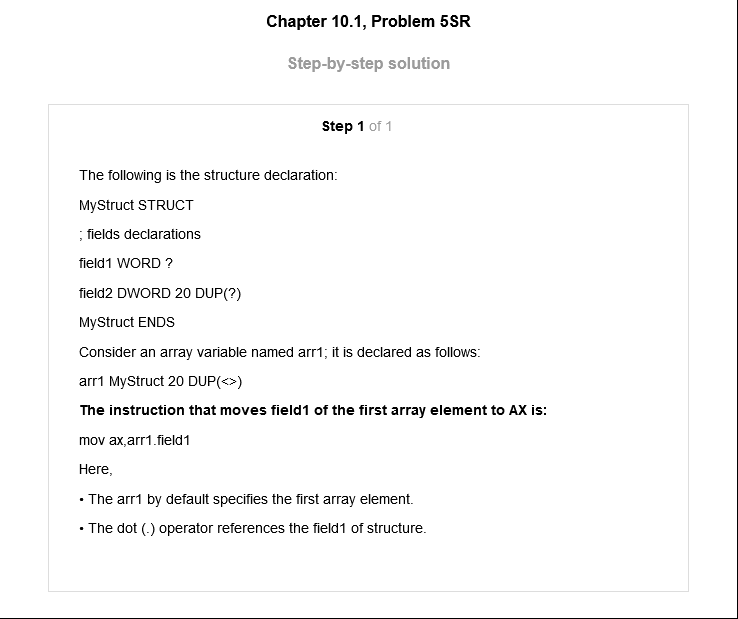 Chapter 10.1, Problem 5SR
Step-by-step solution
Step 1 of 1
The following is the structure declaration:
MyStruct STRUCT
; fields declarations
field1 WORD ?
field2 DWORD 20 DUP(?)
MyStruct ENDS
Consider an array variable named arr1; it is declared as follows:
arr1 MyStruct 20 DUP(<>)
The instruction that moves field1 of the first array element to AX is:
mov ax,arr1.field1
Here,
• The arr1 by default specifies the first array element.
• The dot (.) operator references the field1 of structure.